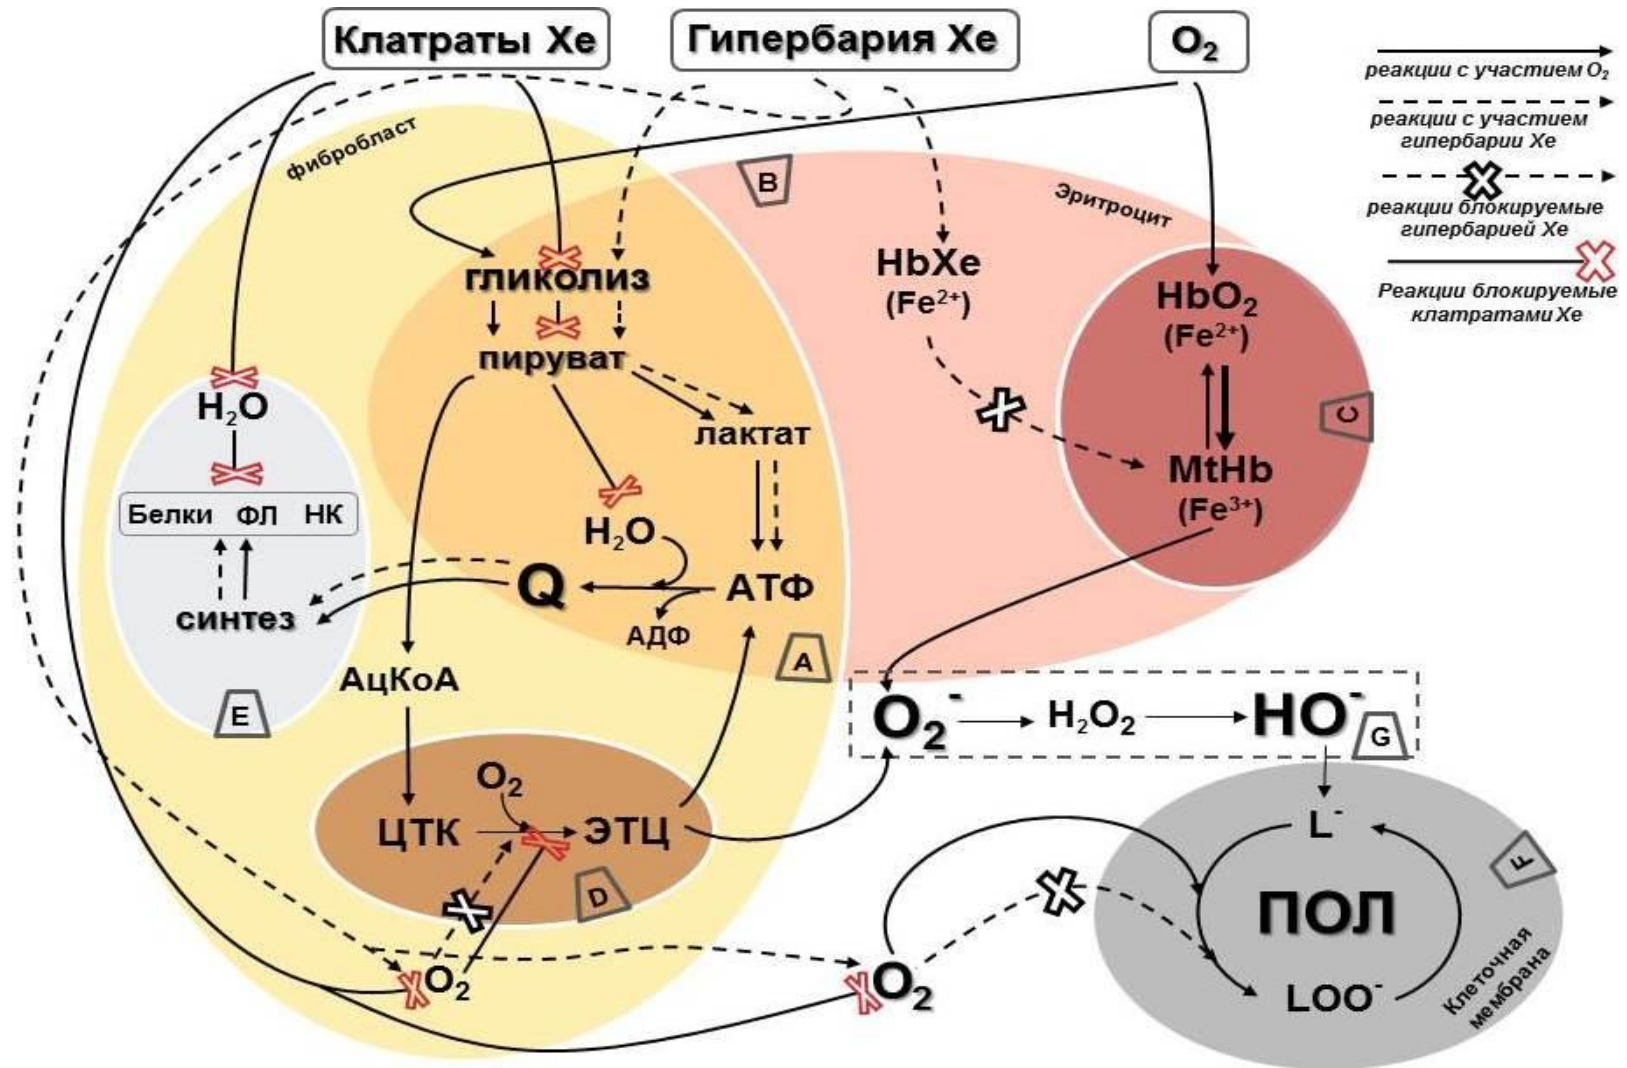 Клатраты Xe
Гипербария Xe
O₂
реакции с участием O₂
реакции с участием
гипербарии Xe
реакции блокируемые
гипербарией Xe
Реакции блокируемые
клатратами Xe
фибробласт
B
Эритроцит
гликолиз
HbXe
(Fe²⁺)
HbO₂
(Fe²⁺)
пируват
H₂O
лактат
C
MtHb
(Fe³⁺)
Белки ФЛ НК
H₂O
Q
АТФ
синтез
АДФ
A
АцКоА
E
O₂⁻
H₂O₂
HO⁻
G
O₂
ЦТК
ЭТЦ
L⁻
F
D
ПОЛ
O₂
O₂
LOO⁻
Клеточная
мембрана